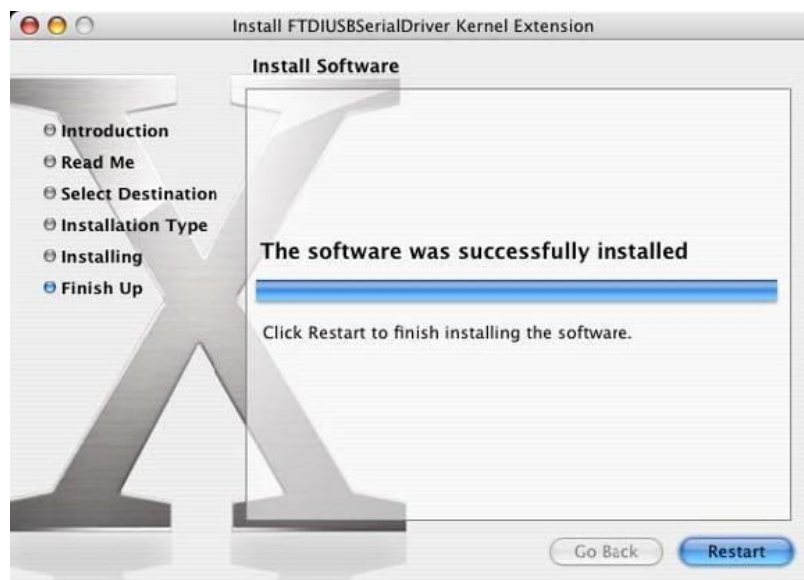 Install FTDIUSBSerialDriver Kernel Extension
Install Software
Introduction
Read Me
Select Destination
Installation Type
Installing
Finish Up
The software was successfully installed
Click Restart to finish installing the software.
Go Back
Restart